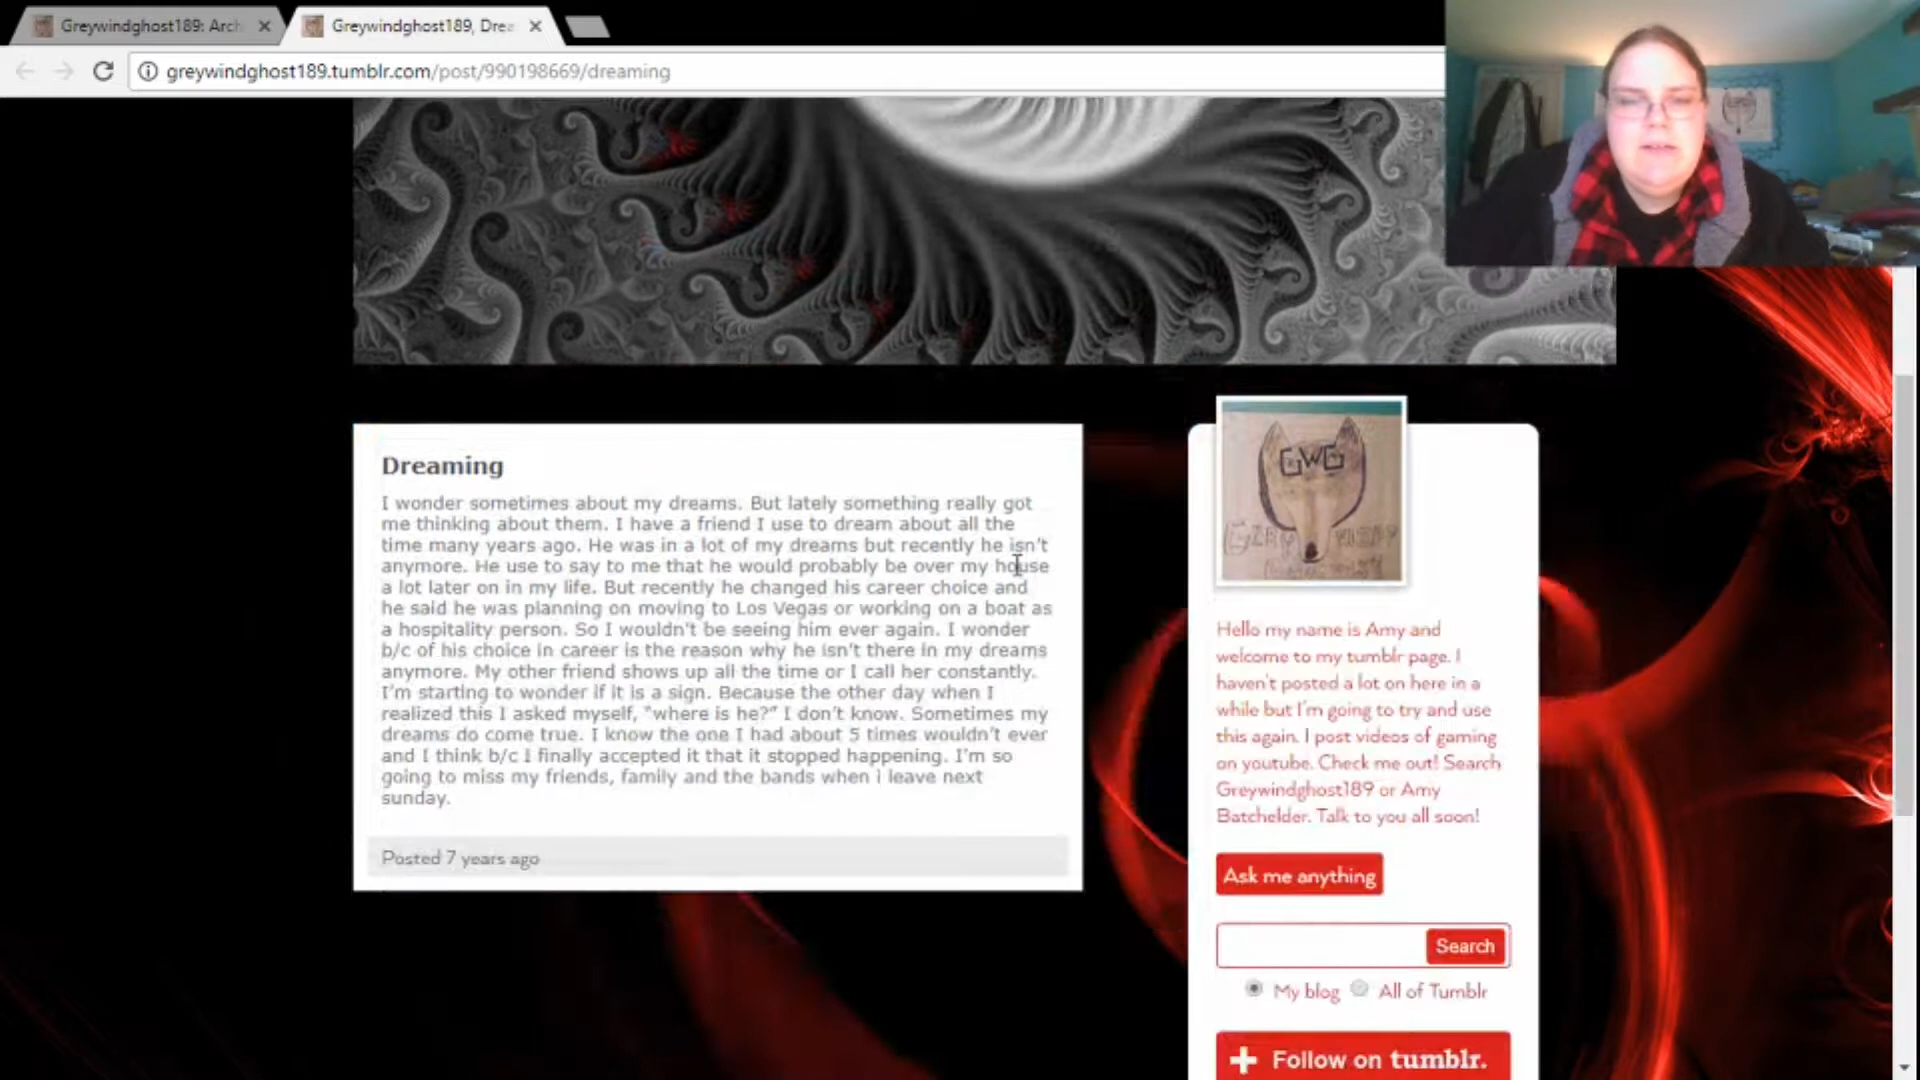 Greywindghost189: Arch
Greywindghost189, Drea
greywindghost189.tumblr.com/post/990198669/dreaming
Dreaming
I wonder sometimes about my dreams. But lately something really got
me thinking about them. I have a friend I use to dream about all the
time many years ago. He was in a lot of my dreams but recently he isn't
anymore. He use to say to me that he would probably be over my house
a lot later on in my life. But recently he changed his career choice and
he said he was planning on moving to Los Vegas or working on a boat as
a hospitality person. So I wouldn't be seeing him ever again. I wonder
b/c of his choice in career is the reason why he isn't there in my dreams
anymore. My other friend shows up all the time or I call her constantly.
I'm starting to wonder if it is a sign. Because the other day when I
realized this I asked myself, "where is he?" I don't know. Sometimes my
dreams do come true. I know the one I had about 5 times wouldn't ever
and I think b/c I finally accepted it that it stopped happening. I'm so
going to miss my friends, family and the bands when i leave next
sunday.
Posted 7 years ago
GWG
Hello my name is Amy and
welcome to my tumblr page. I
haven't posted a lot on here in a
while but I'm going to try and use
this again. I post videos of gaming
on youtube. Check me out! Search
Greywindghost189 or Amy
Batchelder. Talk to you all soon!
Ask me anything
Search
My blog All of Tumblr
+ Follow on tumblr.